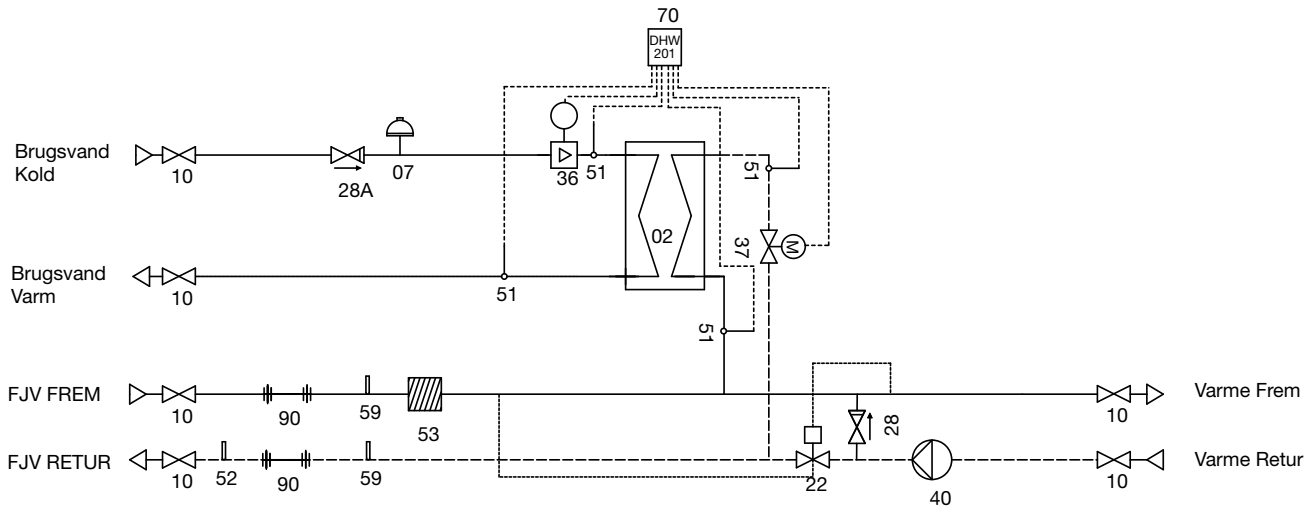 70
DHW
201
Brugsvand
Kold
10
28A
07
36
51
51
02
37
M
Brugsvand
Varm
10
51
51
FJV FREM
10
90
59
53
28
10
Varme Frem
FJV RETUR
10
52
90
59
22
40
10
Varme Retur